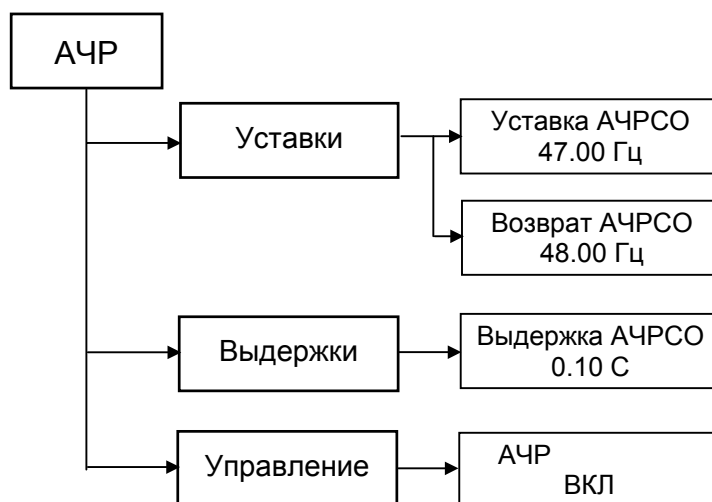 АЧР
Уставки
Уставка АЧРСО
47.00 Гц
Возврат АЧРСО
48.00 Гц
Выдержки
Выдержка АЧРСО
0.10 С
Управление
АЧР
ВКЛ